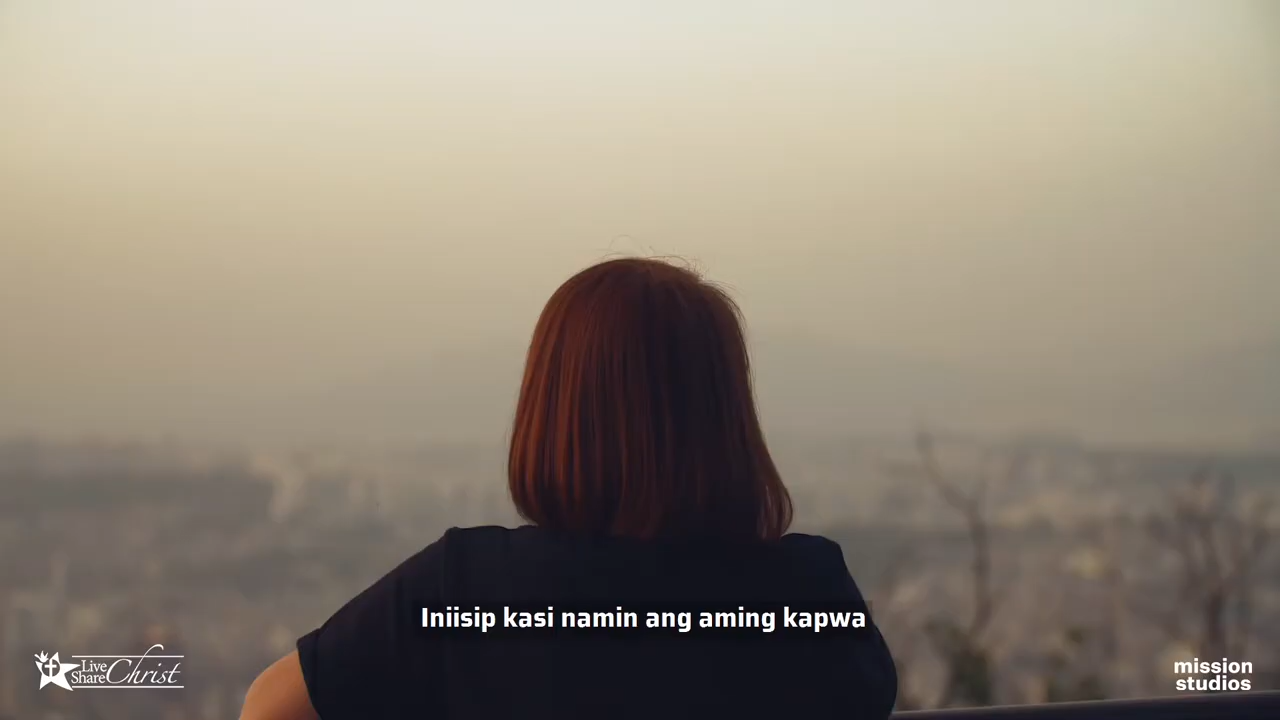 Iniisip kasi namin ang aming kapwa
Live
Share Christ
mission
studios